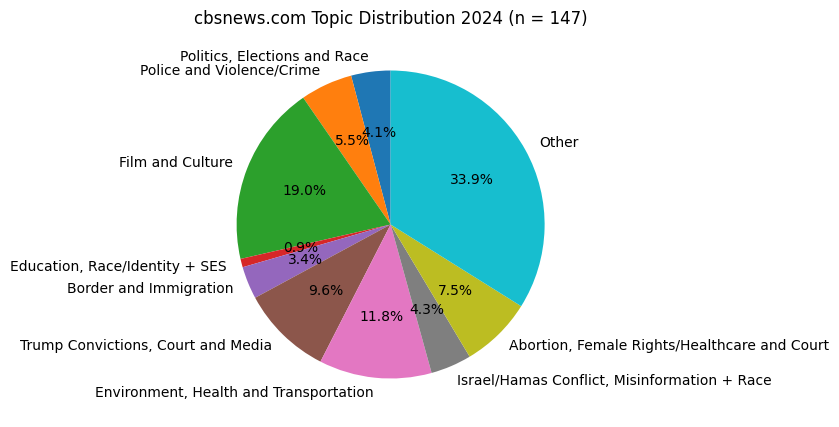 cbsnews.com Topic Distribution 2024 (n = 147)
Politics, Elections and Race
Police and Violence/Crime
4.1%
5.5%
Other
Film and Culture
33.9%
19.0%
0.9%
3.4%
Education, Race/Identity + SES
Border and Immigration
9.6%
7.5%
4.3%
11.8%
Trump Convictions, Court and Media
Abortion, Female Rights/Healthcare and Court
Israel/Hamas Conflict, Misinformation + Race
Environment, Health and Transportation